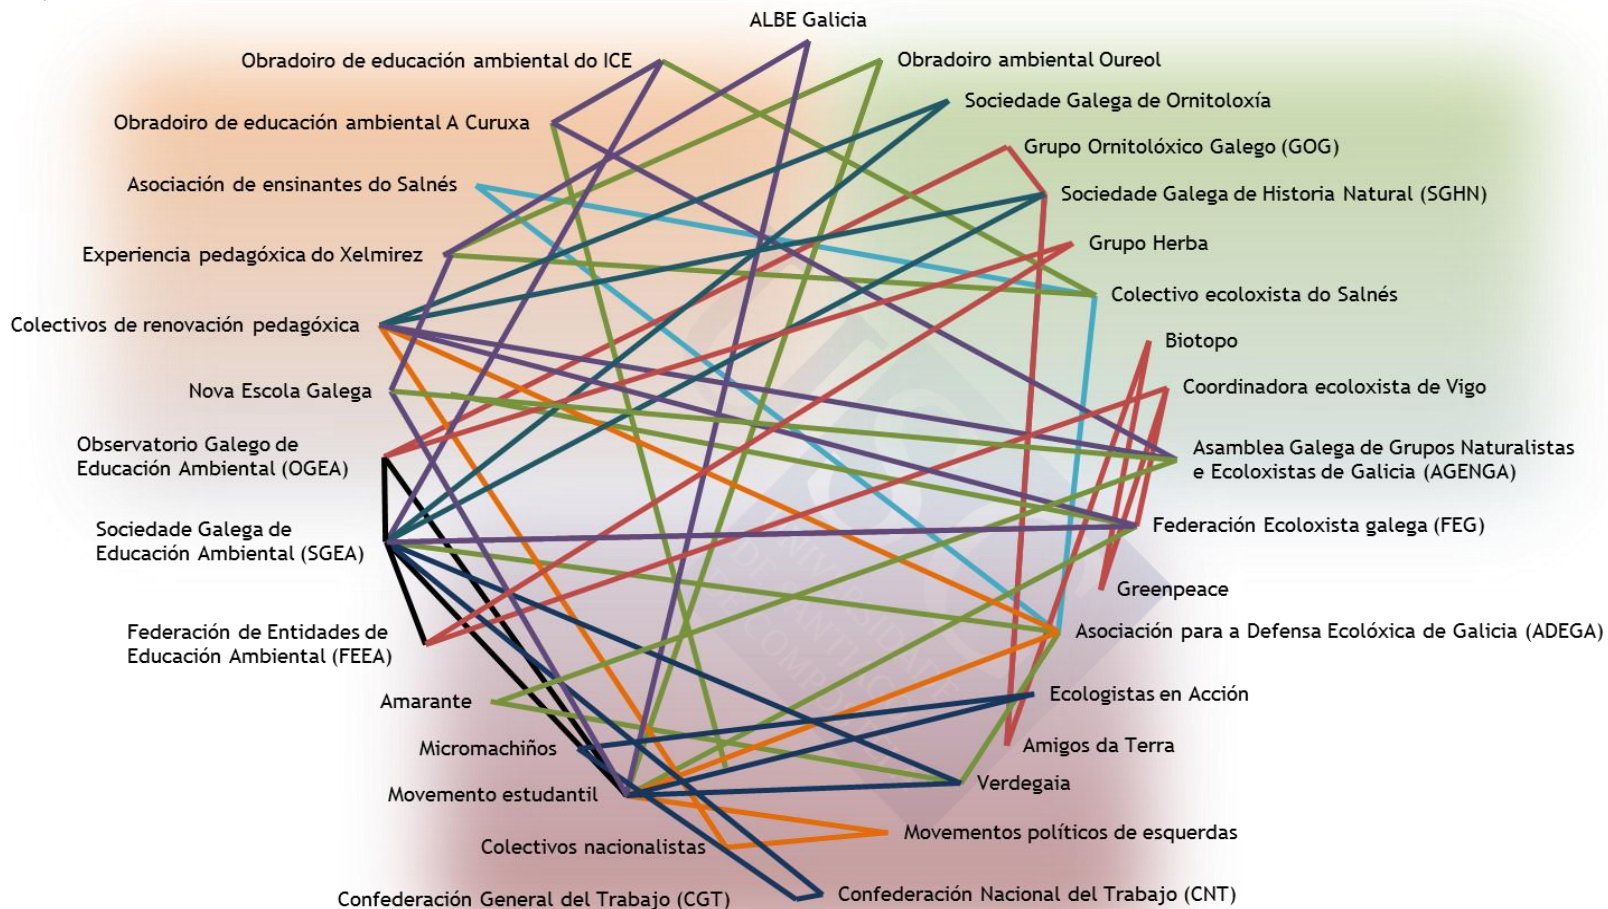 ALBE Galicia
Obradoiro de educación ambiental do ICE
Obradoiro ambiental Oureol
Sociedade Galega de Ornitoloxía
Obradoiro de educación ambiental A Curuxa
Grupo Ornitolóxico Galego (GOG)
Asociación de ensinantes do Salnés
Sociedade Galega de Historia Natural (SGHN)
Grupo Herba
Experiencia pedagóxica do Xelmirez
Colectivo ecoloxista do Salnés
Colectivos de renovación pedagóxica
Biotopo
Nova Escola Galega
Coordinadora ecoloxista de Vigo
Observatorio Galego de
Educación Ambiental (OGEA)
Asamblea Galega de Grupos Naturalistas
e Ecoloxistas de Galicia (AGENGA)
Sociedade Galega de
Educación Ambiental (SGEA)
Federación Ecoloxista galega (FEG)
Greenpeace
Federación de Entidades de
Educación Ambiental (FEEA)
Asociación para a Defensa Ecolóxica de Galicia (ADEGA)
Amarante
Ecologistas en Acción
Micromachiños
Amigos da Terra
Movemento estudantil
Verdegaia
Colectivos nacionalistas
Movementos políticos de esquerdas
Confederación General del Trabajo (CGT)
Confederación Nacional del Trabajo (CNT)